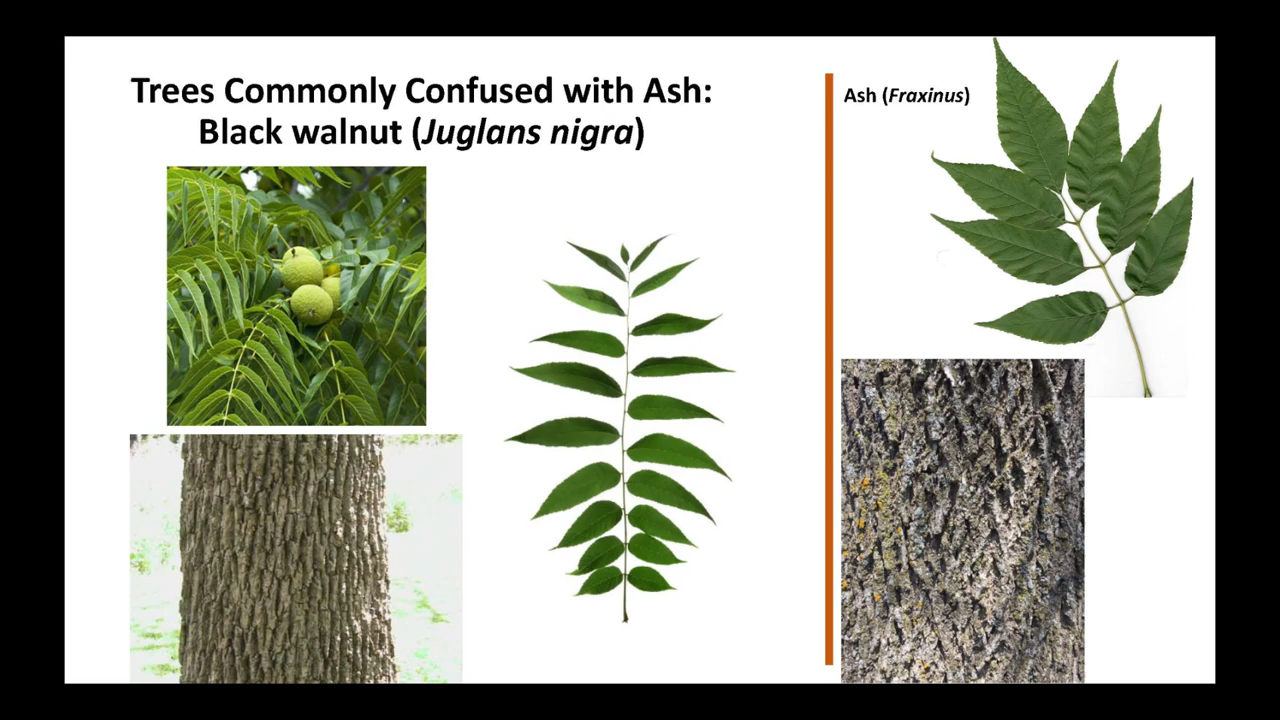 Trees Commonly Confused with Ash:
Black walnut (Juglans nigra)
Ash (Fraxinus)